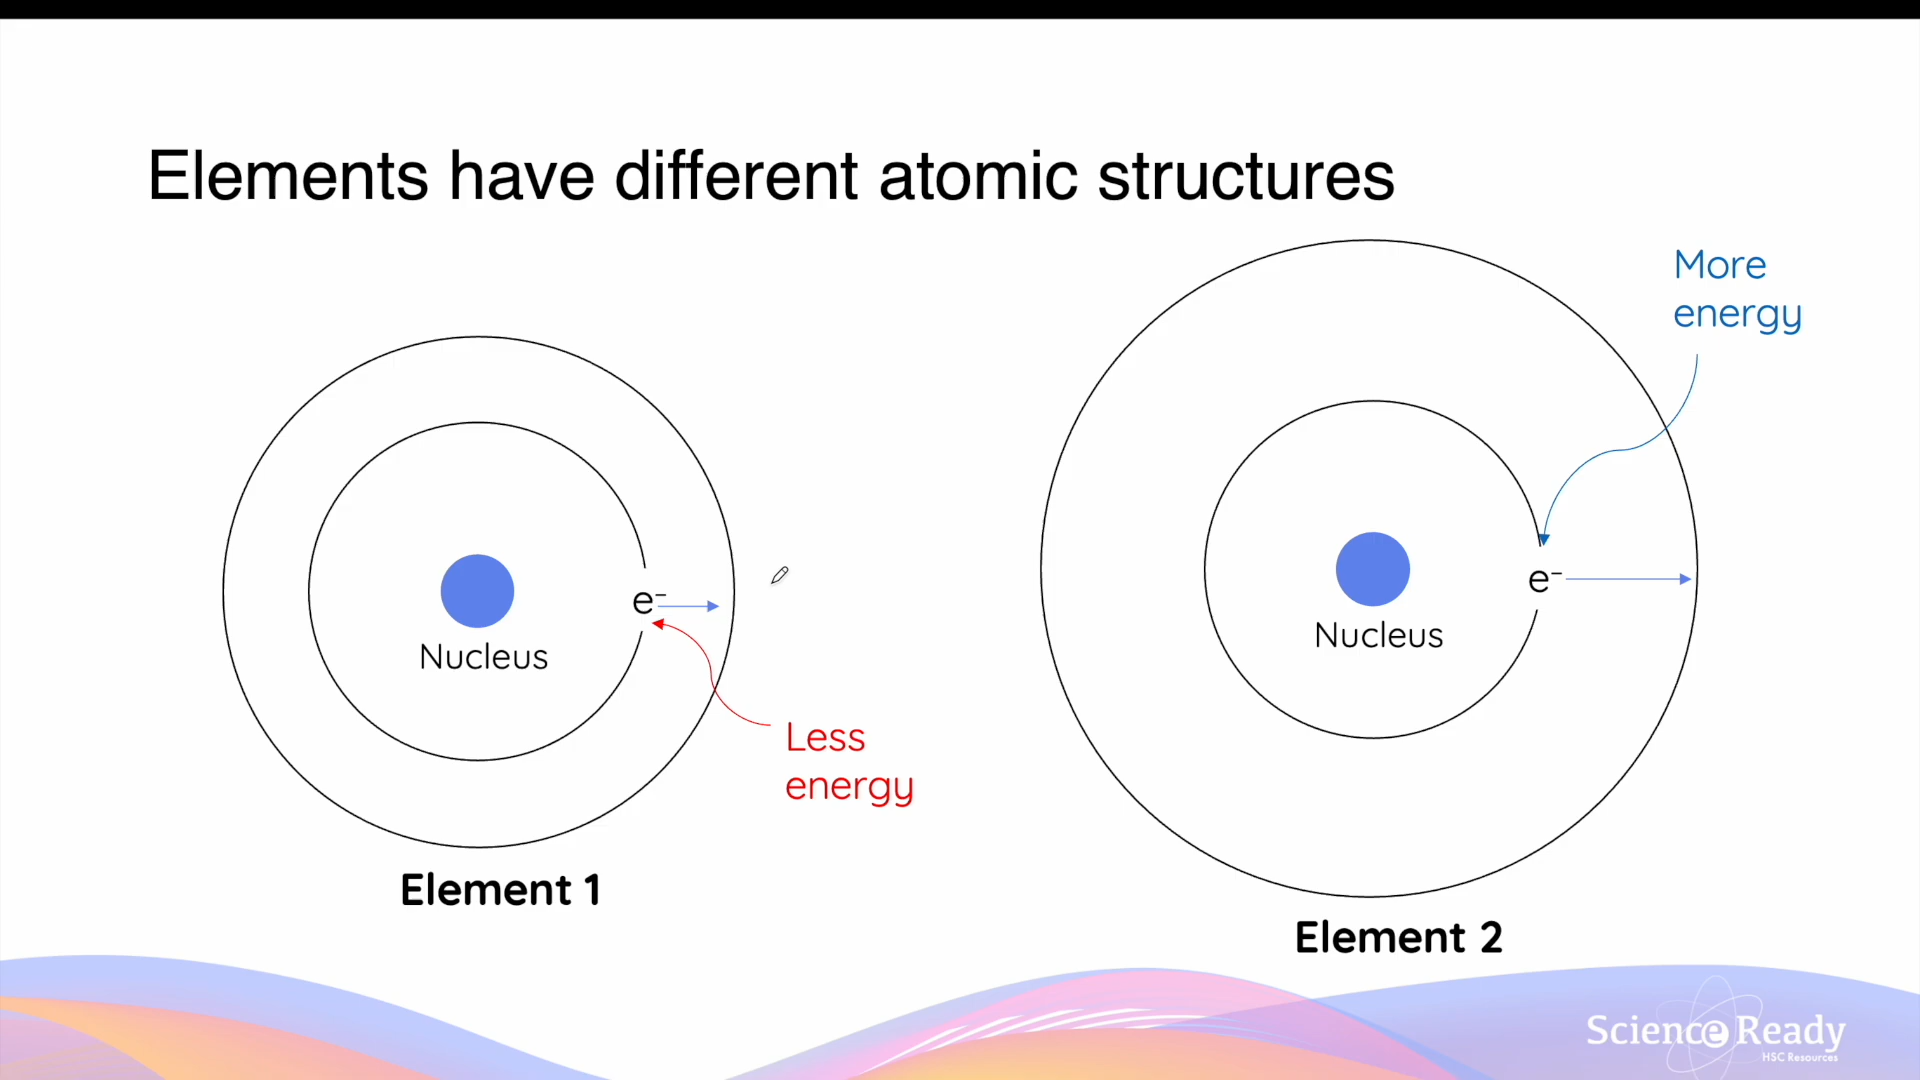 Elements have different atomic structures
e⁻
Nucleus
Less
energy
Element 1
More
energy
e⁻
Nucleus
Element 2
Science Ready
HSC Resources